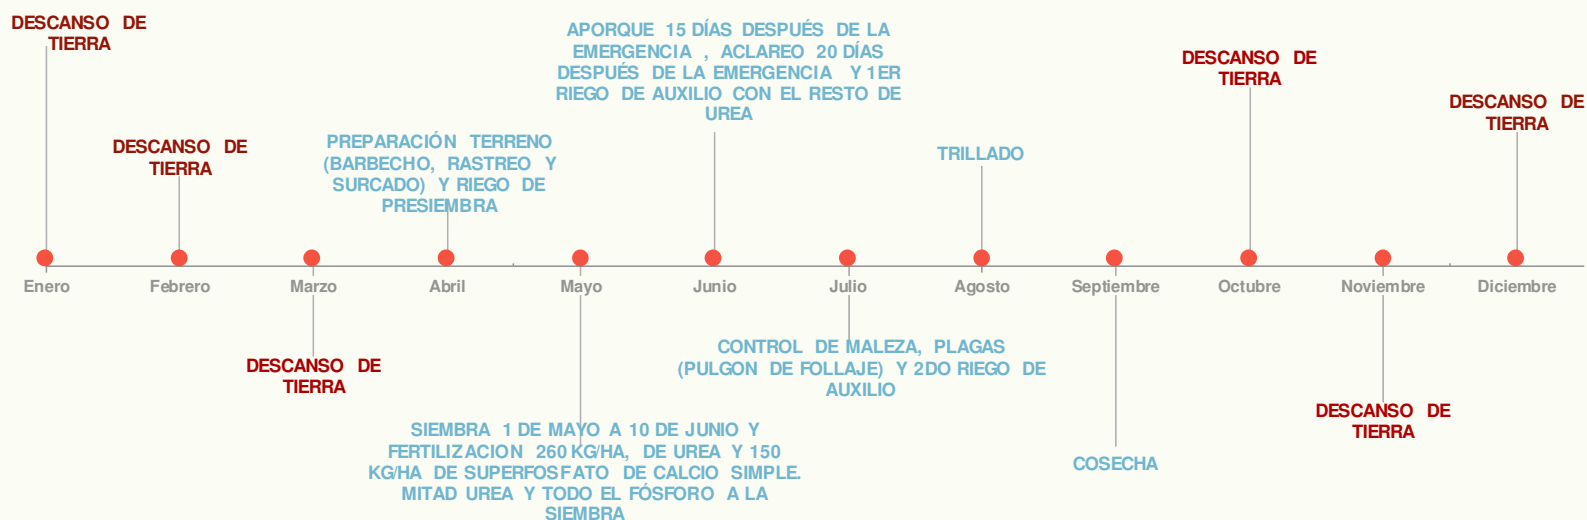 DESCANSO DE
TIERRA
DESCANSO DE
TIERRA
PREPARACIÓN TERRENO
(BARBECHO, RASTREO Y
SURCADO) Y RIEGO DE
PRESIEMBRA
APORQUE 15 DÍAS DESPUÉS DE LA
EMERGENCIA , ACLAREO 20 DÍAS
DESPUÉS DE LA EMERGENCIA Y 1ER
RIEGO DE AUXILIO CON EL RESTO DE
UREA
TRILLADO
DESCANSO DE
TIERRA
DESCANSO DE
TIERRA
Enero
Febrero
Marzo
Abril
Mayo
Junio
Julio
Agosto
Septiembre
Octubre
Noviembre
Diciembre
DESCANSO DE
TIERRA
SIEMBRA 1 DE MAYO A 10 DE JUNIO Y
FERTILIZACION 260 KG/HA, DE UREA Y 150
KG/HA DE SUPERFOSFATO DE CALCIO SIMPLE.
MITAD UREA Y TODO EL FÓSFORO A LA
SIEMBRA
CONTROL DE MALEZA, PLAGAS
(PULGON DE FOLLAJE) Y 2DO RIEGO DE
AUXILIO
COSECHA
DESCANSO DE
TIERRA